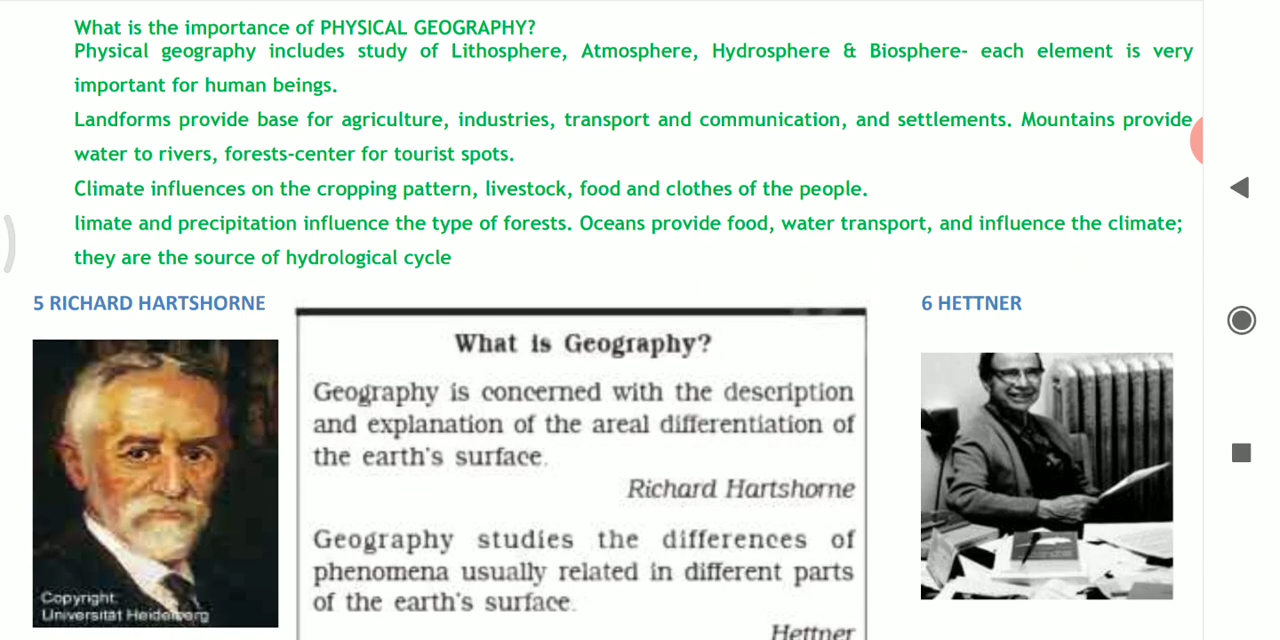 What is the importance of PHYSICAL GEOGRAPHY?
Physical geography includes study of Lithosphere, Atmosphere, Hydrosphere & Biosphere- each element is very
important for human beings.
Landforms provide base for agriculture, industries, transport and communication, and settlements. Mountains provide
water to rivers, forests-center for tourist spots.
Climate influences on the cropping pattern, livestock, food and clothes of the people.
limate and precipitation influence the type of forests. Oceans provide food, water transport, and influence the climate;
they are the source of hydrological cycle
5 RICHARD HARTSHORNE
6 HETTNER
What is Geography?
Geography is concerned with the description
and explanation of the areal differentiation of
the earth's surface.
Richard Hartshorne
Geography studies the differences of
phenomena usually related in different parts
of the earth's surface.
Hettner
Copyright:
Universität Heidelberg